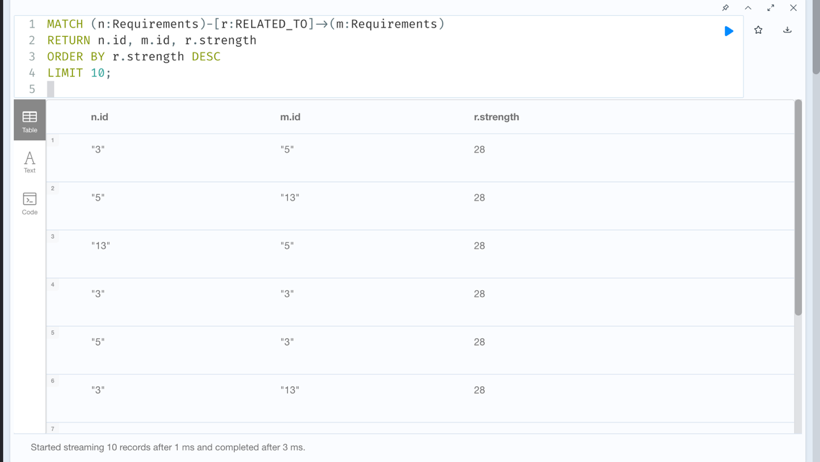 1 MATCH (n:Requirements)-[r:RELATED_TO]->(m:Requirements)
2 RETURN n.id, m.id, r.strength
3 ORDER BY r.strength DESC
4 LIMIT 10;
5
Table
Text
Code
n.id m.id r.strength
1 "3" "5" 28
2 "5" "13" 28
3 "13" "5" 28
4 "3" "3" 28
5 "5" "3" 28
6 "3" "13" 28
7
Started streaming 10 records after 1 ms and completed after 3 ms.